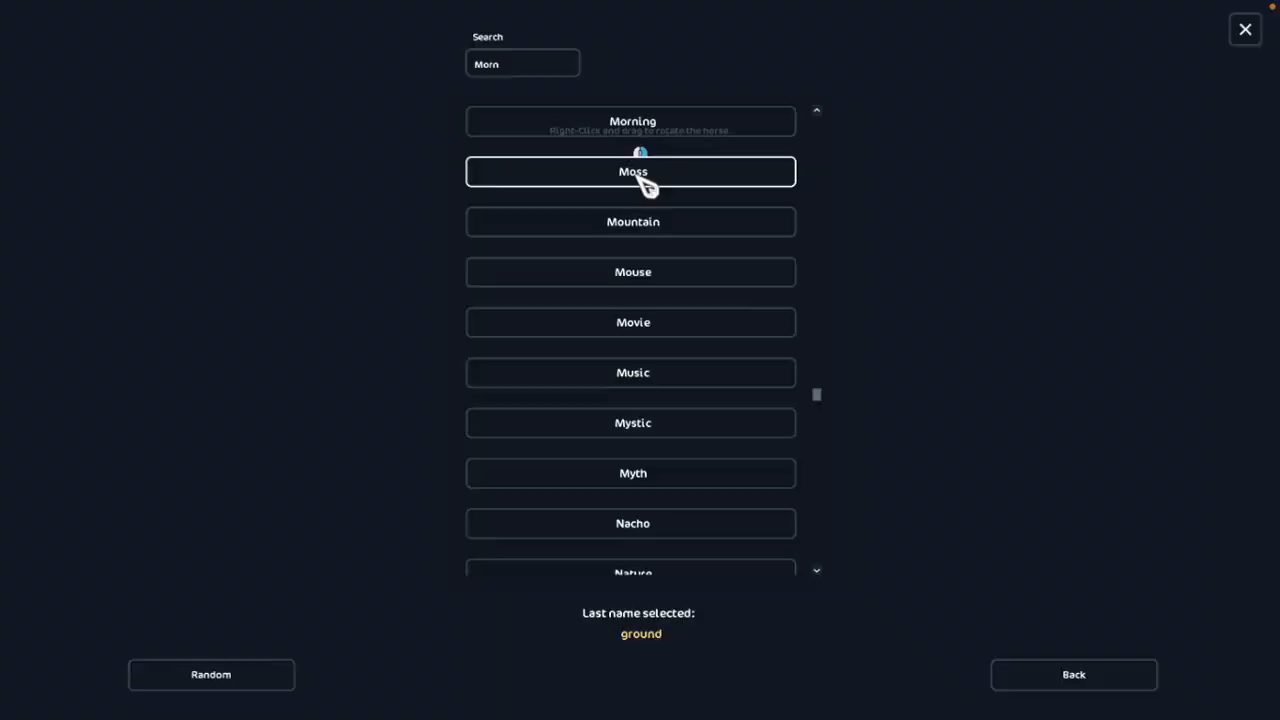 Search
Morn
Morning
Right-Click and drag to rotate the horse.
Moss
Mountain
Mouse
Movie
Music
Mystic
Myth
Nacho
Nature
Last name selected:
ground
Random
Back